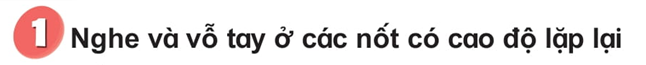 1 Nghe và vỗ tay ở các nốt có cao độ lặp lại